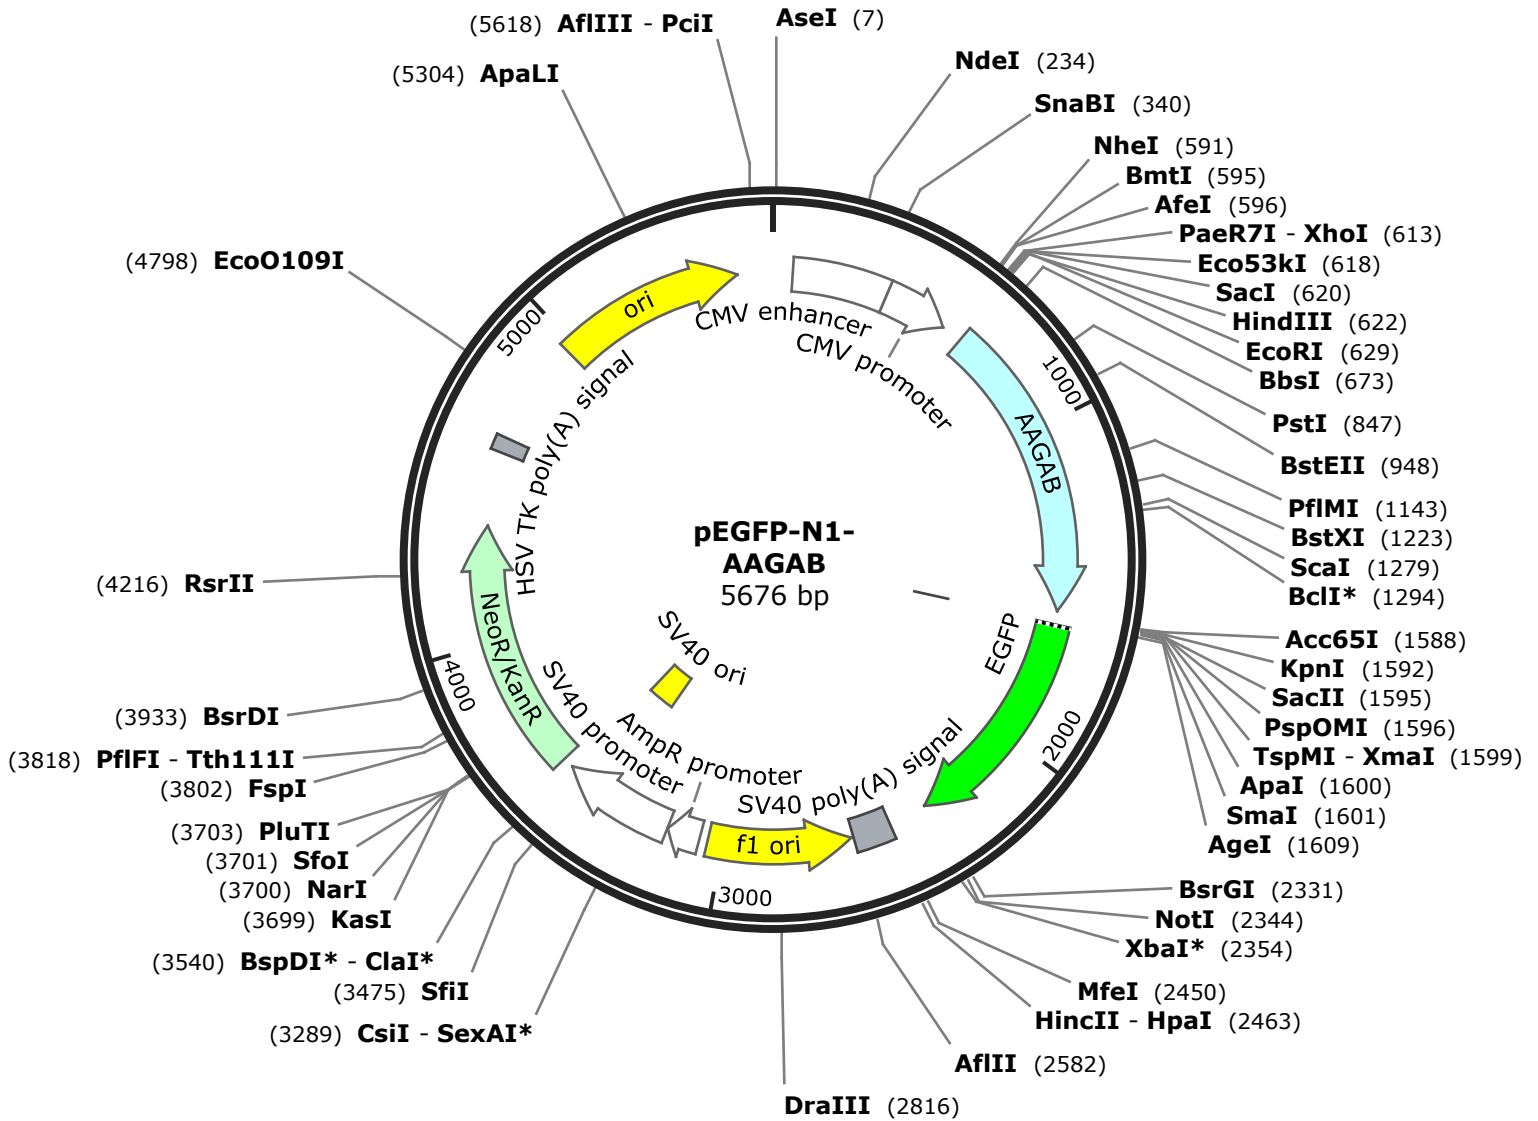 (5618) AflIII - PciI
AseI (7)
(5304) ApaLI
NdeI (234)
SnaBI (340)
NheI (591)
BmtI (595)
AfeI (596)
PaeR7I - XhoI (613)
Eco53kI (618)
SacI (620)
HindIII (622)
EcoRI (629)
BbsI (673)
PstI (847)
BstEII (948)
PflMI (1143)
BstXI (1223)
ScaI (1279)
BclI* (1294)
Acc65I (1588)
KpnI (1592)
SacII (1595)
PspOMI (1596)
TspMI - XmaI (1599)
ApaI (1600)
SmaI (1601)
AgeI (1609)
BsrGI (2331)
NotI (2344)
XbaI* (2354)
MfeI (2450)
HincII - HpaI (2463)
AflII (2582)
DraIII (2816)
(3289) CsiI - SexAI*
(3475) SfiI
(3540) BspDI* - ClaI*
(3699) KasI
(3700) NarI
(3701) SfoI
(3703) PluTI
(3802) FspI
(3818) PflFI - Tth111I
(3933) BsrDI
(4216) RsrII
(4798) EcoO109I
1000
2000
3000
4000
5000
ori
CMV enhancer
CMV promoter
AAGAB
EGFP
SV40 poly(A) signal
f1 ori
AmpR promoter
SV40 promoter
SV40 ori
NeoR/KanR
HSV TK poly(A) signal
pEGFP-N1-
AAGAB
5676 bp